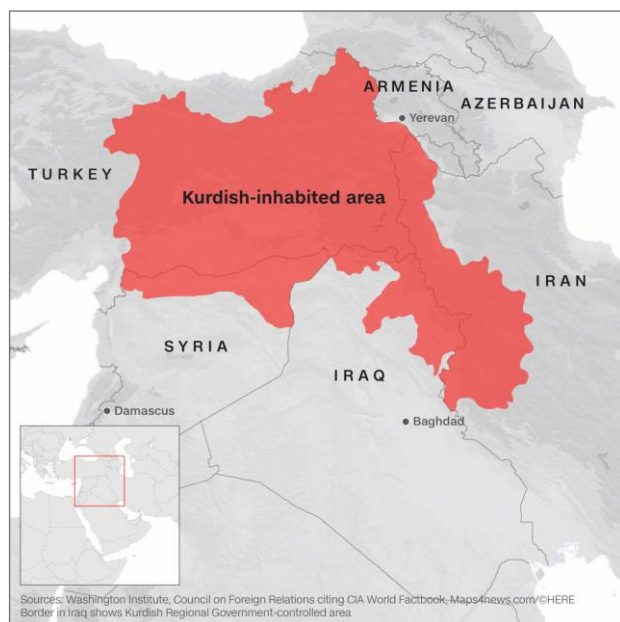 ARMENIA
AZERBAIJAN
Yerevan
TURKEY
Kurdish-inhabited area
IRAN
SYRIA
IRAQ
Damascus
Baghdad
Sources: Washington Institute, Council on Foreign Relations citing CIA World Factbook, Maps4news.com/©HERE
Border in Iraq shows Kurdish Regional Government-controlled area